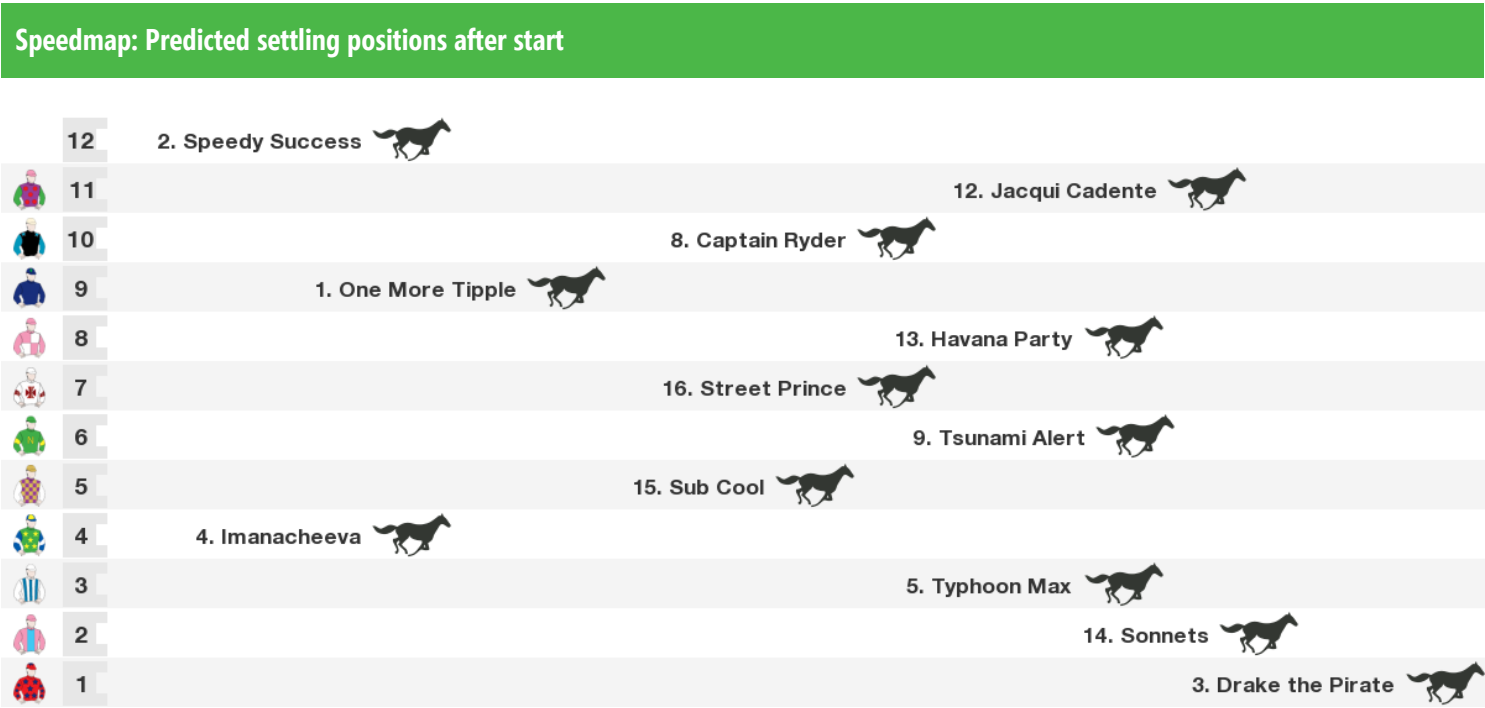 Speedmap: Predicted settling positions after start
12 2. Speedy Success
11 12. Jacqui Cadente
10 8. Captain Ryder
9 1. One More Tipple
8 13. Havana Party
7 16. Street Prince
6 9. Tsunami Alert
N
5 15. Sub Cool
4 4. Imanacheeva
3 5. Typhoon Max
2 14. Sonnets
1 3. Drake the Pirate